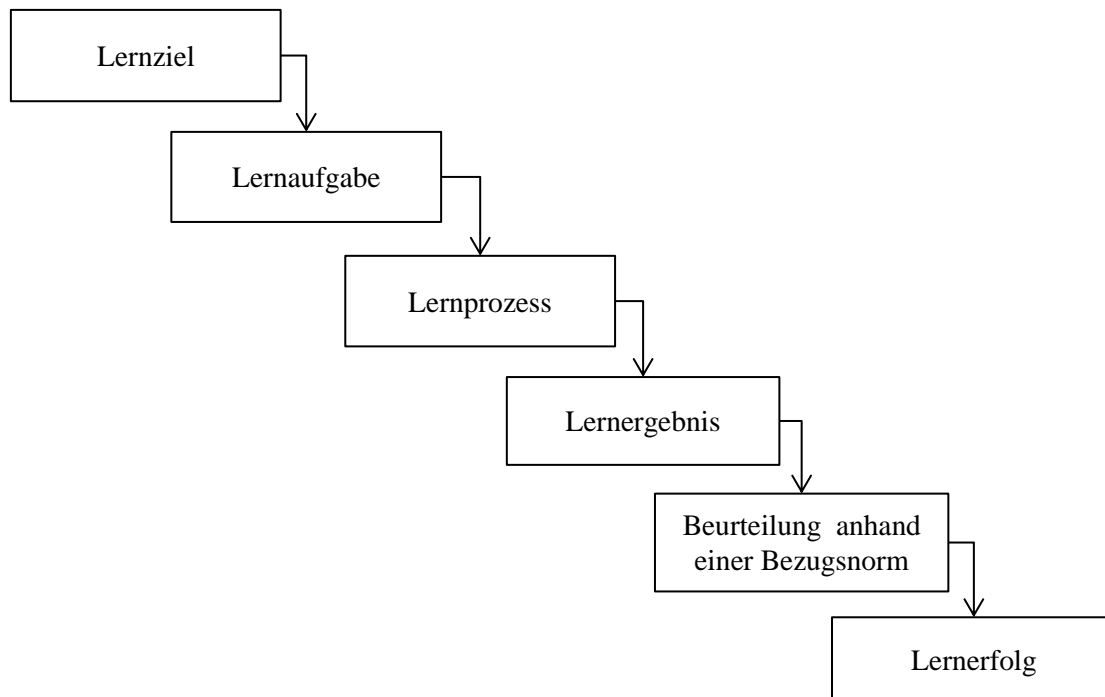 Lernziel
Lernaufgabe
Lernprozess
Lernergebnis
Beurteilung anhand
einer Bezugsnorm
Lernerfolg